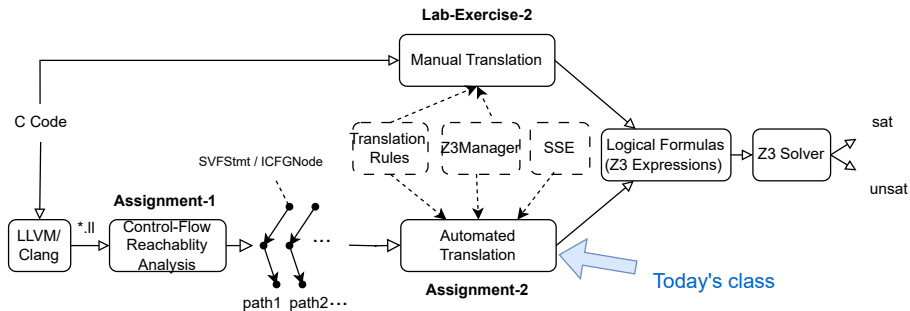 Lab-Exercise-2
Manual Translation
C Code
Translation
Rules
Z3Manager
SSE
Logical Formulas
(Z3 Expressions)
Z3 Solver
sat
unsat
SVFStmt / ICFGNode
Assignment-1
LLVM/
Clang
*.ll
Control-Flow
Reachablity
Analysis
...
path1
path2...
Automated
Translation
Assignment-2
Today's class